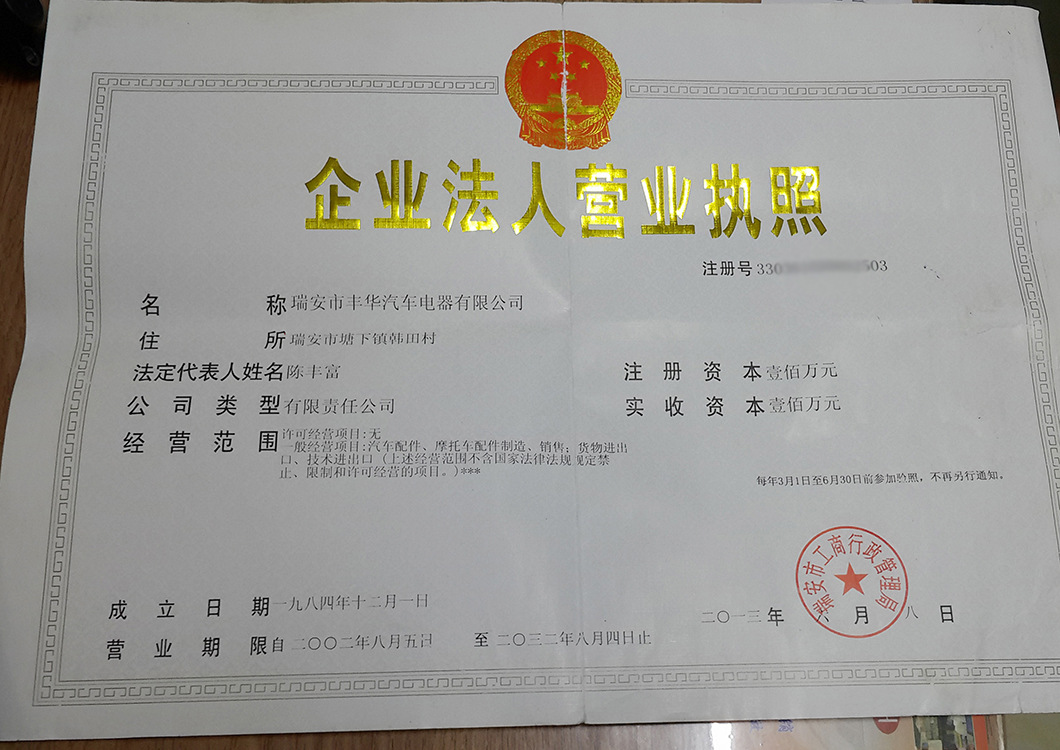 企业法人营业执照
注册号 330 503
名称 瑞安市丰华汽车电器有限公司
住所 瑞安市塘下镇韩田村
法定代表人姓名 陈丰富
注册资本 壹佰万元
公司类型 有限责任公司
实收资本 壹佰万元
经营范围 许可经营项目:无
一般经营项目:汽车配件、摩托车配件制造、销售；货物进出
口、技术进出口（上述经营范围不含国家法律法规规定禁
止、限制和许可经营的项目。)***
每年3月1日至6月30日前参加验照，不再另行通知。
瑞安市工商行政管理局
成立日期 一九八四年十二月一日
二〇一三年六月八日
营业期限 自二〇〇二年八月五日 至二〇三二年八月四日止